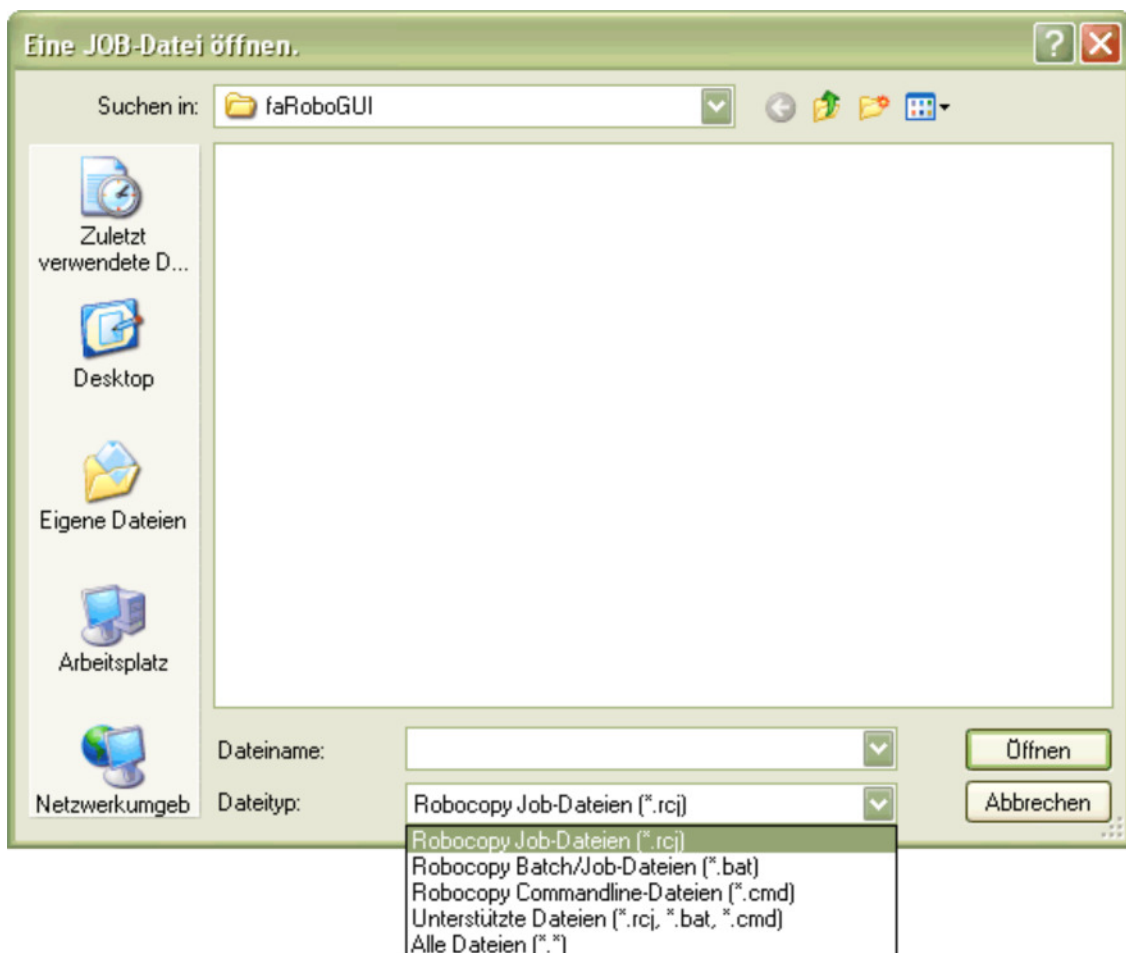 Eine JOB-Datei öffnen.
Suchen in:
faRoboGUI
Zuletzt
verwendete D...
Desktop
Eigene Dateien
Arbeitsplatz
Netzwerkumgeb
Dateiname:
Öffnen
Dateityp:
Robocopy Job-Dateien (*.rcj)
Abbrechen
Robocopy Job-Dateien (*.rcj)
Robocopy Batch/Job-Dateien (*.bat)
Robocopy Commandline-Dateien (*.cmd)
Unterstützte Dateien (*.rcj, *.bat, *.cmd)
Alle Dateien (*.*)